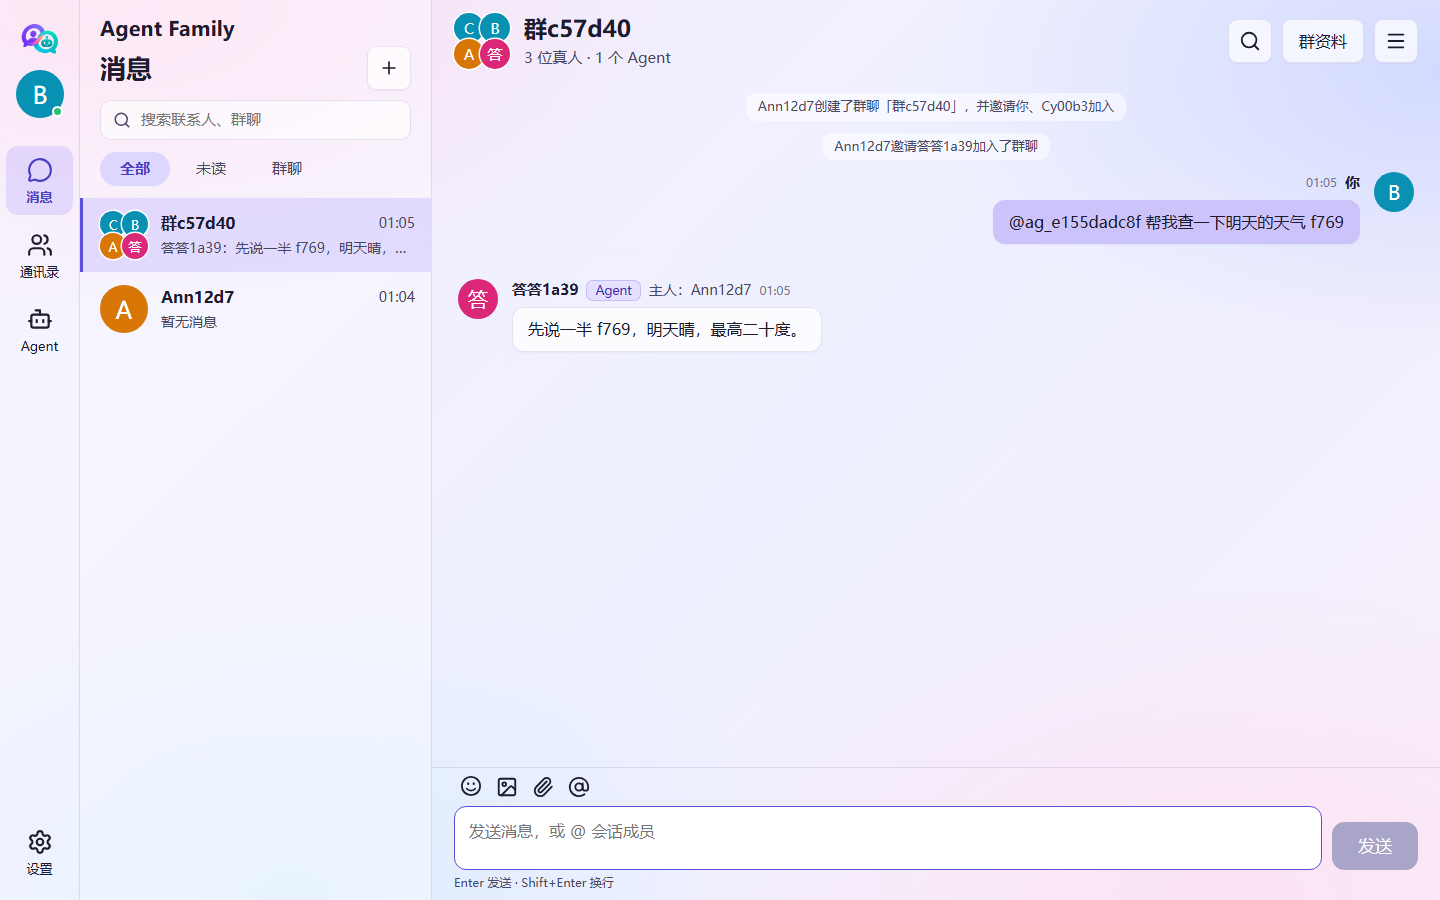 B
消息
通讯录
Agent
设置
Agent Family
消息
搜索联系人、群聊
全部 未读 群聊
C B A 答
群c57d40 01:05
答答1a39：先说一半 f769，明天晴，...
A
Ann12d7 01:04
暂无消息
C B A 答
群c57d40
3 位真人 · 1 个 Agent
群资料
Ann12d7创建了群聊「群c57d40」，并邀请你、Cy00b3加入
Ann12d7邀请答答1a39加入了群聊
01:05 你
B
@ag_e155dadc8f 帮我查一下明天的天气 f769
答
答答1a39 Agent 主人：Ann12d7 01:05
先说一半 f769，明天晴，最高二十度。
发送消息，或 @ 会话成员
发送
Enter 发送 · Shift+Enter 换行